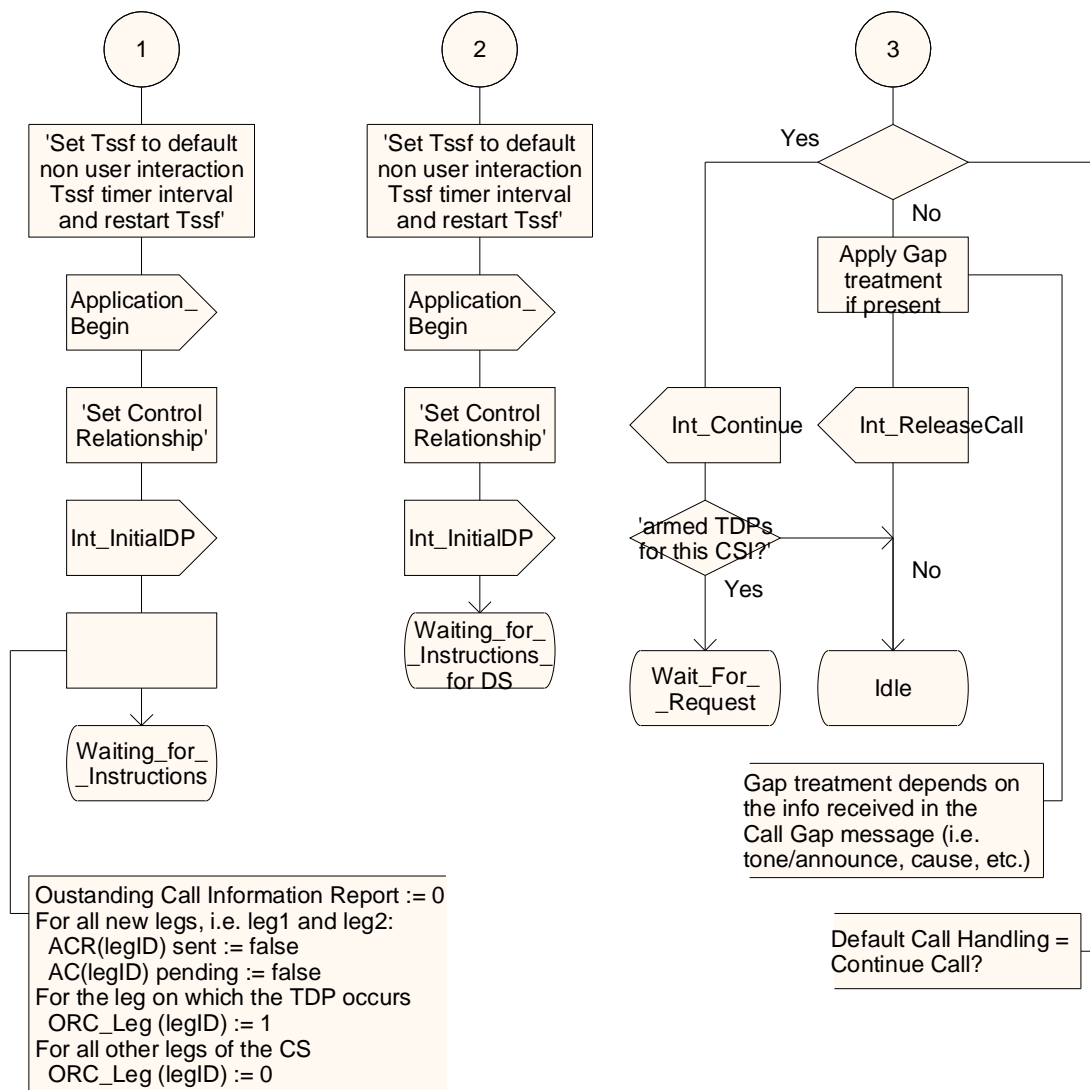 1
'Set Tssf to default
non user interaction
Tssf timer interval
and restart Tssf'
Application_
Begin
'Set Control
Relationship'
Int_InitialDP
Waiting_for_
_Instructions
Oustanding Call Information Report := 0
For all new legs, i.e. leg1 and leg2:
ACR(legID) sent := false
AC(legID) pending := false
For the leg on which the TDP occurs
ORC_Leg (legID) := 1
For all other legs of the CS
ORC_Leg (legID) := 0
2
'Set Tssf to default
non user interaction
Tssf timer interval
and restart Tssf'
Application_
Begin
'Set Control
Relationship'
Int_InitialDP
Waiting_for_
_Instructions_
for DS
3
Yes
No
Apply Gap
treatment
if present
Int_Continue
Int_ReleaseCall
'armed TDPs
for this CSI?'
No
Yes
Wait_For_
_Request
Idle
Gap treatment depends on
the info received in the
Call Gap message (i.e.
tone/announce, cause, etc.)
Default Call Handling =
Continue Call?